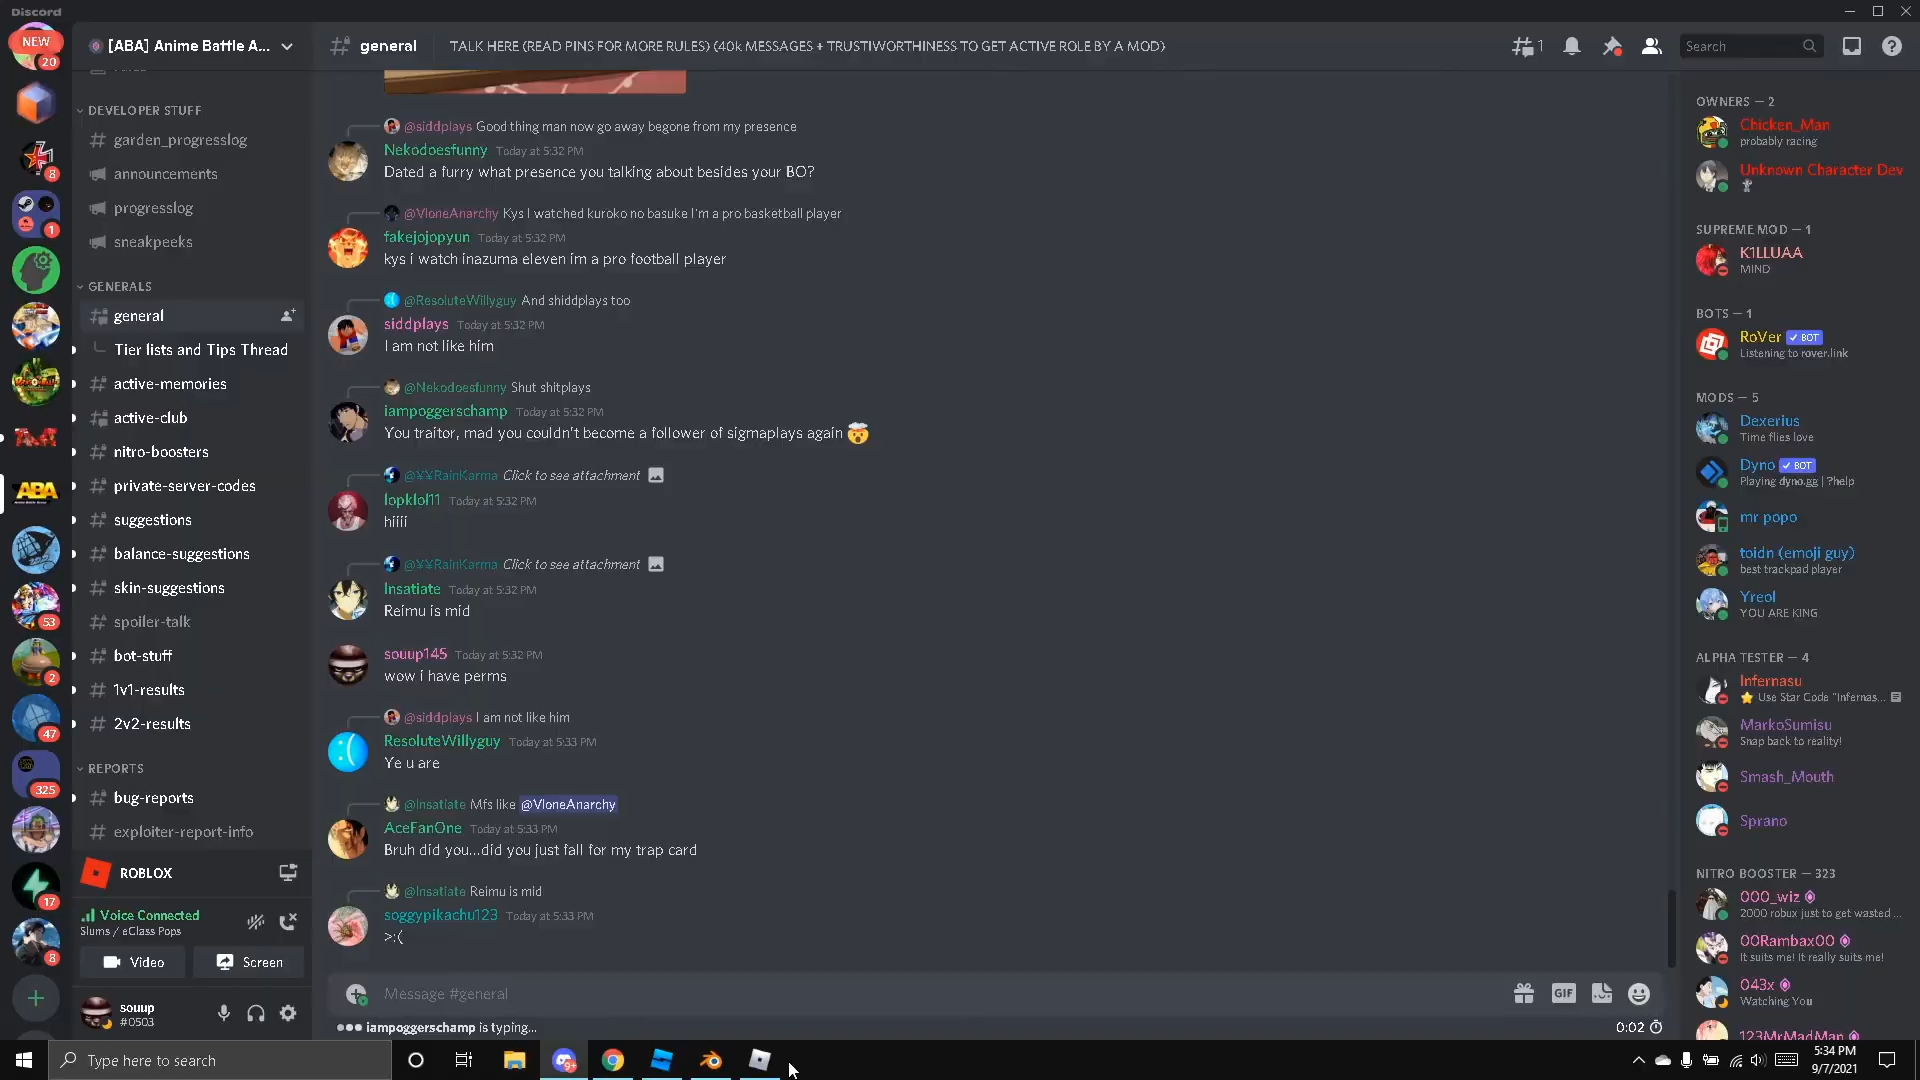 Discord
NEW
20
8
1
53
2
47
325
17
8
[ABA] Anime Battle A...
DEVELOPER STUFF
garden_progresslog
announcements
progresslog
sneakpeeks
GENERALS
general
Tier lists and Tips Thread
active-memories
active-club
nitro-boosters
private-server-codes
suggestions
balance-suggestions
skin-suggestions
spoiler-talk
bot-stuff
1v1-results
2v2-results
REPORTS
bug-reports
exploiter-report-info
ROBLOX
Voice Connected
Slums / eClass Pops
Video
Screen
souup
#0503
general
TALK HERE (READ PINS FOR MORE RULES) (40k MESSAGES + TRUSTIWORTHINESS TO GET ACTIVE ROLE BY A MOD)
1
Search
@siddplays Good thing man now go away begone from my presence
Nekodoesfunny Today at 5:32 PM
Dated a furry what presence you talking about besides your BO?
@VloneAnarchy Kys I watched kuroko no basuke I'm a pro basketball player
fakejojopyun Today at 5:32 PM
kys i watch inazuma eleven im a pro football player
@ResoluteWillyguy And shiddplays too
siddplays Today at 5:32 PM
I am not like him
@Nekodoesfunny Shut shitplays
iampoggerschamp Today at 5:32 PM
You traitor, mad you couldn't become a follower of sigmaplays again
@¥¥RainKarma Click to see attachment
lopklol11 Today at 5:32 PM
hiiii
@¥¥RainKarma Click to see attachment
Insatiate Today at 5:32 PM
Reimu is mid
souup145 Today at 5:32 PM
wow i have perms
@siddplays I am not like him
ResoluteWillyguy Today at 5:33 PM
Ye u are
@Insatiate Mfs like @VloneAnarchy
AceFanOne Today at 5:33 PM
Bruh did you...did you just fall for my trap card
@Insatiate Reimu is mid
soggypikachu123 Today at 5:33 PM
>:(
Message #general
GIF
iampoggerschamp is typing...
0:02
OWNERS — 2
Chicken_Man
probably racing
Unknown Character Dev
SUPREME MOD — 1
K1LLUAA
MIND
BOTS — 1
RoVer BOT
Listening to rover.link
MODS — 5
Dexerius
Time flies love
Dyno BOT
Playing dyno.gg | ?help
mr popo
toidn (emoji guy)
best trackpad player
Yreol
YOU ARE KING
ALPHA TESTER — 4
Infernasu
Use Star Code "Infernas...
MarkoSumisu
Snap back to reality!
Smash_Mouth
Sprano
NITRO BOOSTER — 323
000_wiz
2000 robux just to get wasted ...
00Rambax00
It suits me! It really suits me!
043x
Watching You
123MrMadMan
Type here to search
9+
5:34 PM
9/7/2021